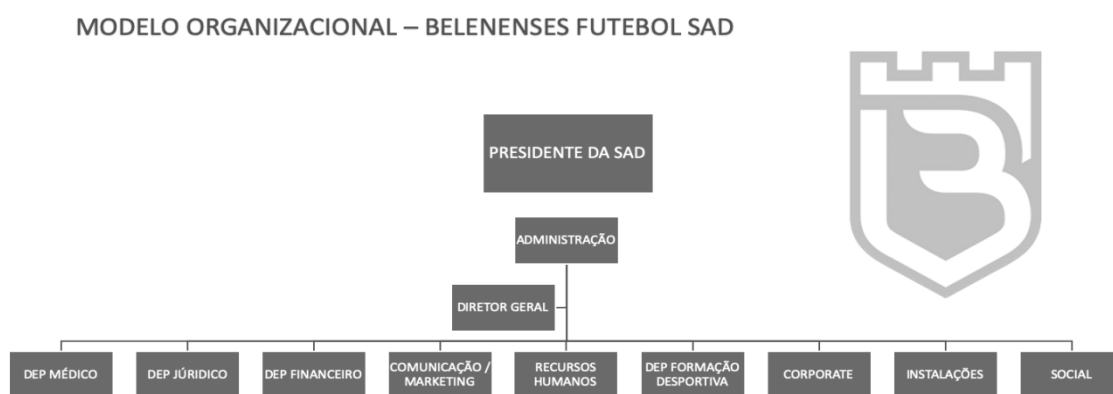 MODELO ORGANIZACIONAL – BELENENSES FUTEBOL SAD
PRESIDENTE DA SAD
ADMINISTRAÇÃO
DIRETOR GERAL
DEP MÉDICO
DEP JÚRIDICO
DEP FINANCEIRO
COMUNICAÇÃO /
MARKETING
RECURSOS
HUMANOS
DEP FORMAÇÃO
DESPORTIVA
CORPORATE
INSTALAÇÕES
SOCIAL